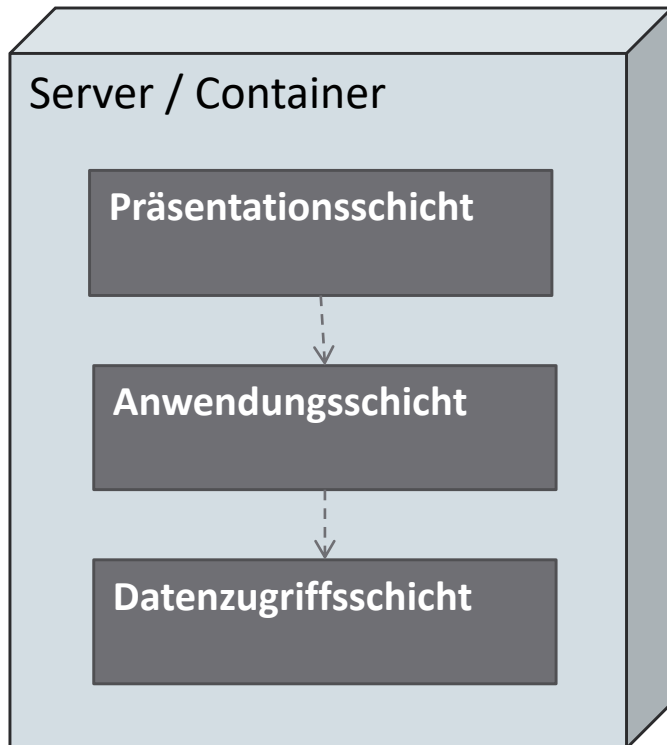 Server / Container
Präsentationsschicht
Anwendungsschicht
Datenzugriffsschicht